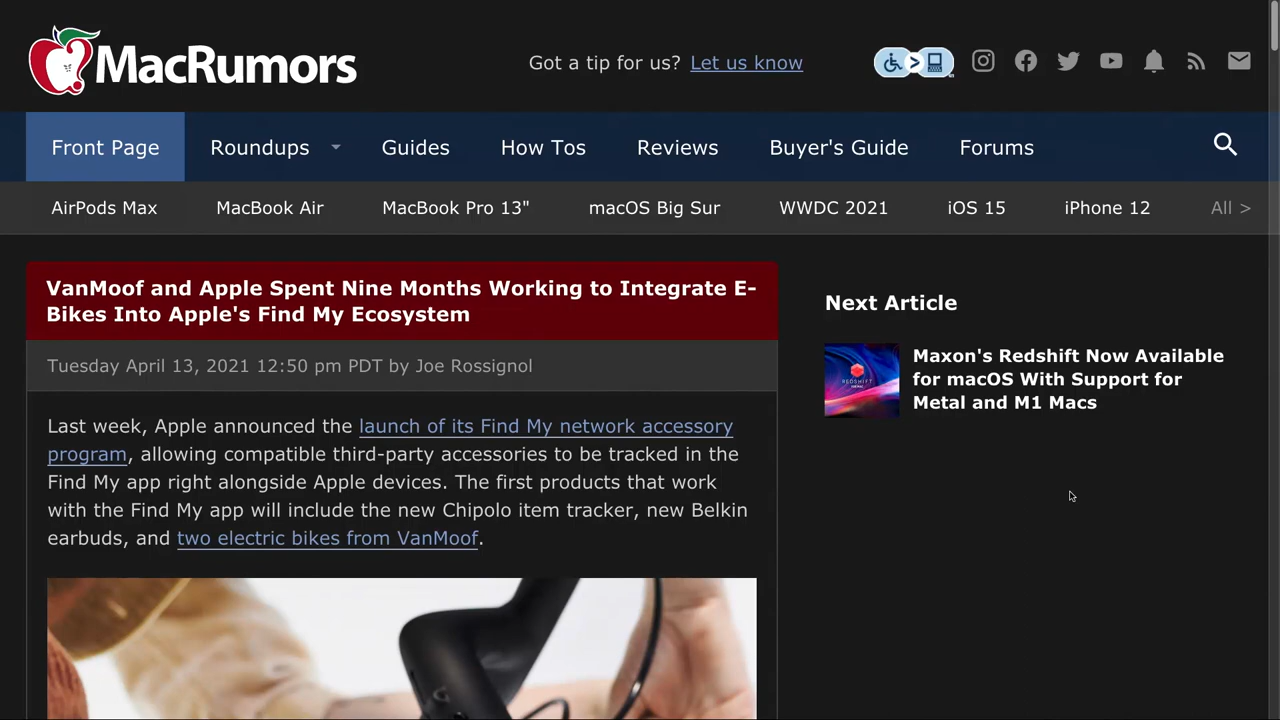 MacRumors
Got a tip for us? Let us know
Front Page Roundups Guides How Tos Reviews Buyer's Guide Forums
AirPods Max MacBook Air MacBook Pro 13" macOS Big Sur WWDC 2021 iOS 15 iPhone 12 All >
VanMoof and Apple Spent Nine Months Working to Integrate E-
Bikes Into Apple's Find My Ecosystem
Tuesday April 13, 2021 12:50 pm PDT by Joe Rossignol
Last week, Apple announced the launch of its Find My network accessory
program, allowing compatible third-party accessories to be tracked in the
Find My app right alongside Apple devices. The first products that work
with the Find My app will include the new Chipolo item tracker, new Belkin
earbuds, and two electric bikes from VanMoof.
Next Article
REDSHIFT
Maxon's Redshift Now Available
for macOS With Support for
Metal and M1 Macs